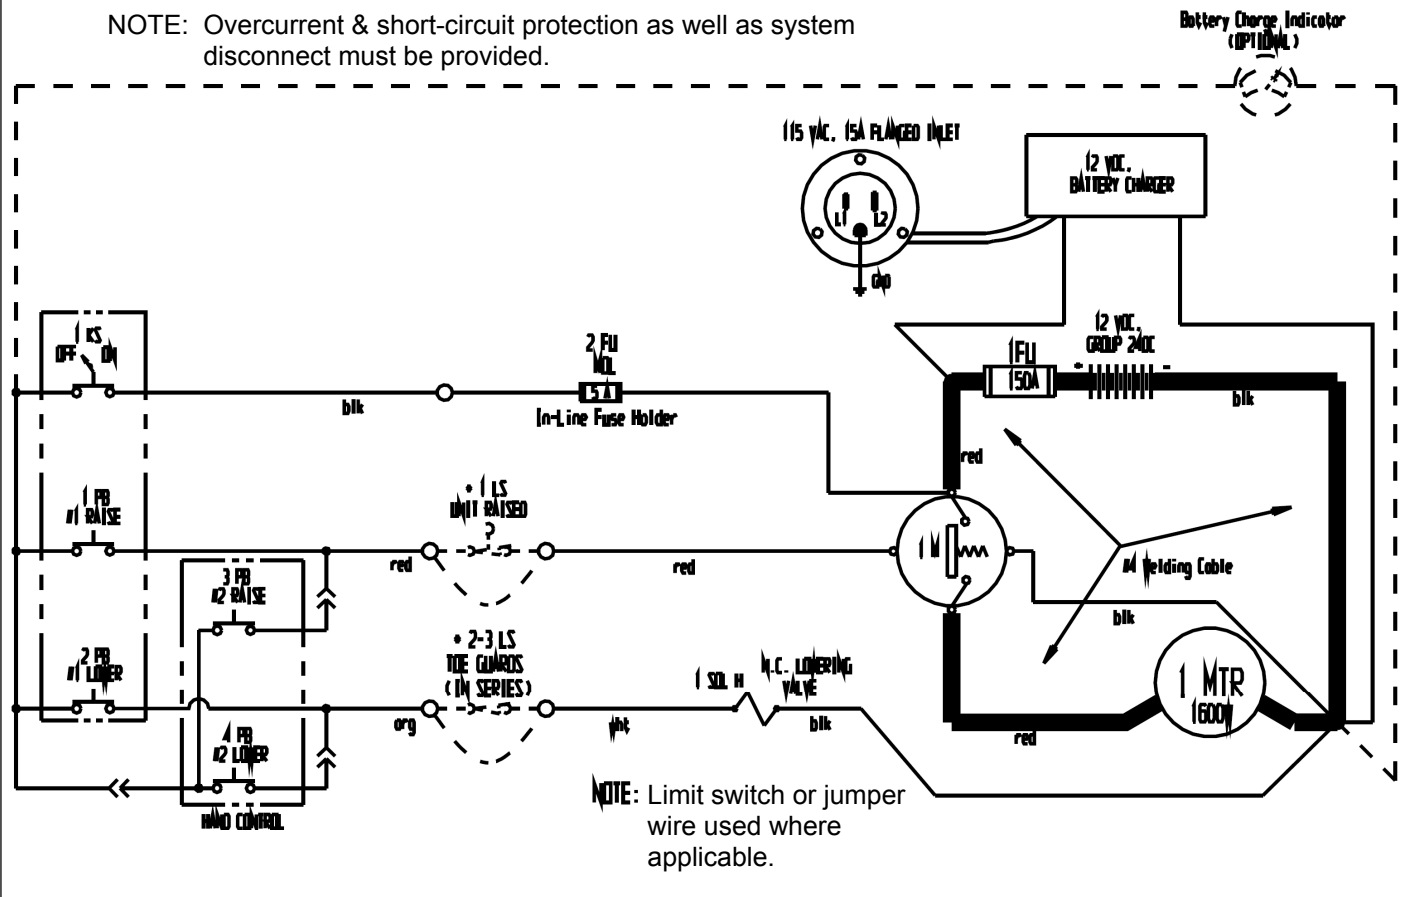 NOTE: Overcurrent & short-circuit protection as well as system
disconnect must be provided.
Battery Charge Indicator
(OPTIONAL)
115 VAC. 15A FLANGED INLET
L1 L2
GND
12 VDC.
BATTERY CHARGER
1 KS
OFF ON
blk
2 FU
5 A
In-Line Fuse Holder
1FU
150A
12 VDC.
GROUP 24DC
+ -
blk
red
1 PB
#1 RAISE
* 1 LS
UNIT RAISED
red
red
1 M
#4 Welding Cable
blk
3 PB
#2 RAISE
2 PB
#1 LOWER
* 2-3 LS
TOE GUARDS
(IN SERIES)
org
wht
1 SOL H
N.C. LOWERING
VALVE
blk
1 MTR
1600W
red
4 PB
#2 LOWER
HAND CONTROL
NOTE: Limit switch or jumper
wire used where
applicable.